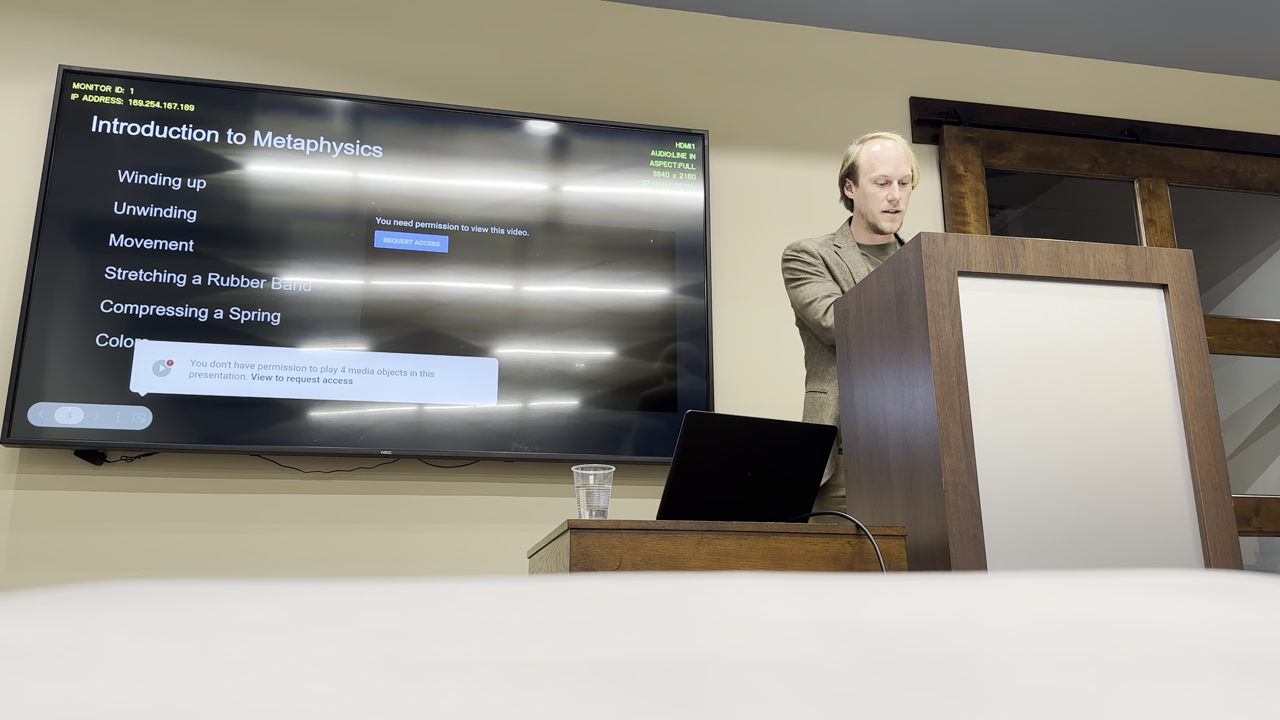 MONITOR ID: 1
IP ADDRESS: 169.254.167.189
HDMI1
AUDIO:LINE IN
ASPECT:FULL
3840 x 2160
Introduction to Metaphysics
Winding up
Unwinding
Movement
Stretching a Rubber Band
Compressing a Spring
You need permission to view this video.
REQUEST ACCESS
You don't have permission to play 4 media objects in this
presentation. View to request access
4
NEC